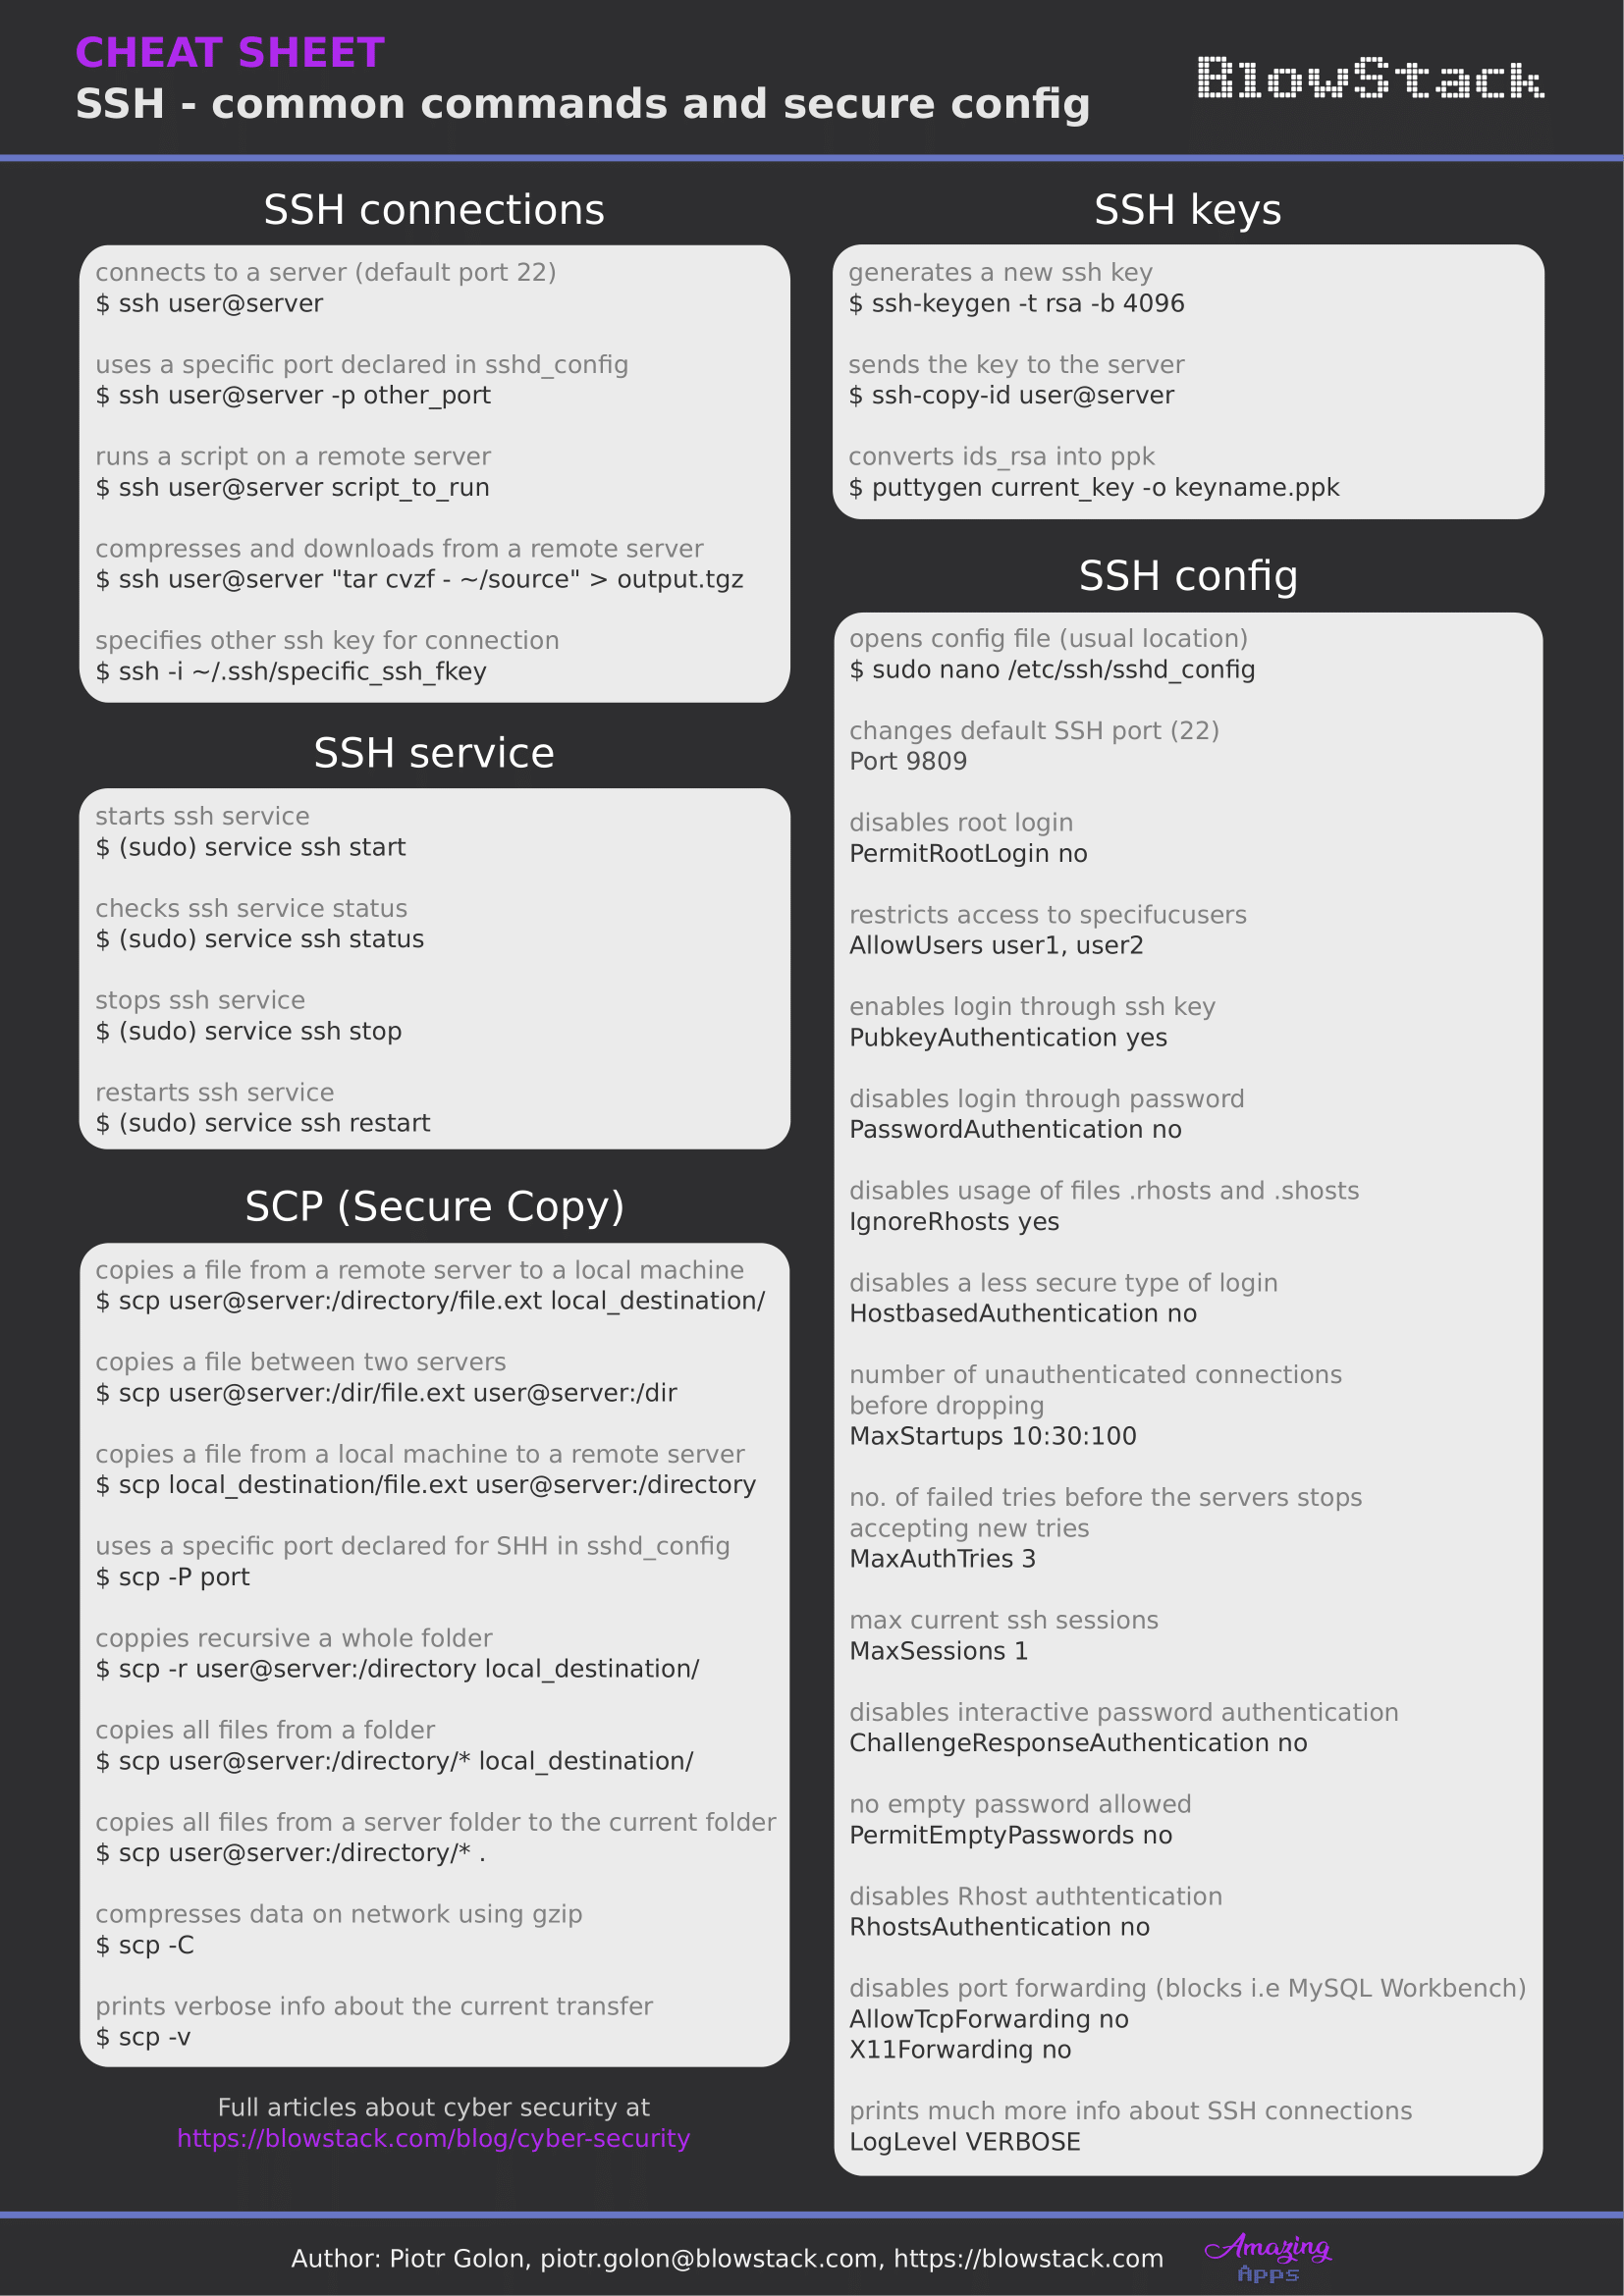 CHEAT SHEET
SSH - common commands and secure config
BlowStack
SSH connections
connects to a server (default port 22)
$ ssh user@server
uses a specific port declared in sshd_config
$ ssh user@server -p other_port
runs a script on a remote server
$ ssh user@server script_to_run
compresses and downloads from a remote server
$ ssh user@server "tar cvzf - ~/source" > output.tgz
specifies other ssh key for connection
$ ssh -i ~/.ssh/specific_ssh_fkey
SSH service
starts ssh service
$ (sudo) service ssh start
checks ssh service status
$ (sudo) service ssh status
stops ssh service
$ (sudo) service ssh stop
restarts ssh service
$ (sudo) service ssh restart
SCP (Secure Copy)
copies a file from a remote server to a local machine
$ scp user@server:/directory/file.ext local_destination/
copies a file between two servers
$ scp user@server:/dir/file.ext user@server:/dir
copies a file from a local machine to a remote server
$ scp local_destination/file.ext user@server:/directory
uses a specific port declared for SHH in sshd_config
$ scp -P port
coppies recursive a whole folder
$ scp -r user@server:/directory local_destination/
copies all files from a folder
$ scp user@server:/directory/* local_destination/
copies all files from a server folder to the current folder
$ scp user@server:/directory/* .
compresses data on network using gzip
$ scp -C
prints verbose info about the current transfer
$ scp -v
Full articles about cyber security at
https://blowstack.com/blog/cyber-security
SSH keys
generates a new ssh key
$ ssh-keygen -t rsa -b 4096
sends the key to the server
$ ssh-copy-id user@server
converts ids_rsa into ppk
$ puttygen current_key -o keyname.ppk
SSH config
opens config file (usual location)
$ sudo nano /etc/ssh/sshd_config
changes default SSH port (22)
Port 9809
disables root login
PermitRootLogin no
restricts access to specifucusers
AllowUsers user1, user2
enables login through ssh key
PubkeyAuthentication yes
disables login through password
PasswordAuthentication no
disables usage of files .rhosts and .shosts
IgnoreRhosts yes
disables a less secure type of login
HostbasedAuthentication no
number of unauthenticated connections
before dropping
MaxStartups 10:30:100
no. of failed tries before the servers stops
accepting new tries
MaxAuthTries 3
max current ssh sessions
MaxSessions 1
disables interactive password authentication
ChallengeResponseAuthentication no
no empty password allowed
PermitEmptyPasswords no
disables Rhost authtentication
RhostsAuthentication no
disables port forwarding (blocks i.e MySQL Workbench)
AllowTcpForwarding no
X11Forwarding no
prints much more info about SSH connections
LogLevel VERBOSE
Author: Piotr Golon, piotr.golon@blowstack.com, https://blowstack.com
Amazing
Apps